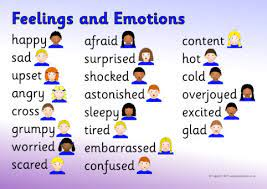 Feelings and Emotions
happy
sad
upset
angry
cross
grumpy
worried
scared
afraid
surprised
shocked
astonished
sleepy
tired
embarrassed
confused
content
hot
cold
overjoyed
excited
glad